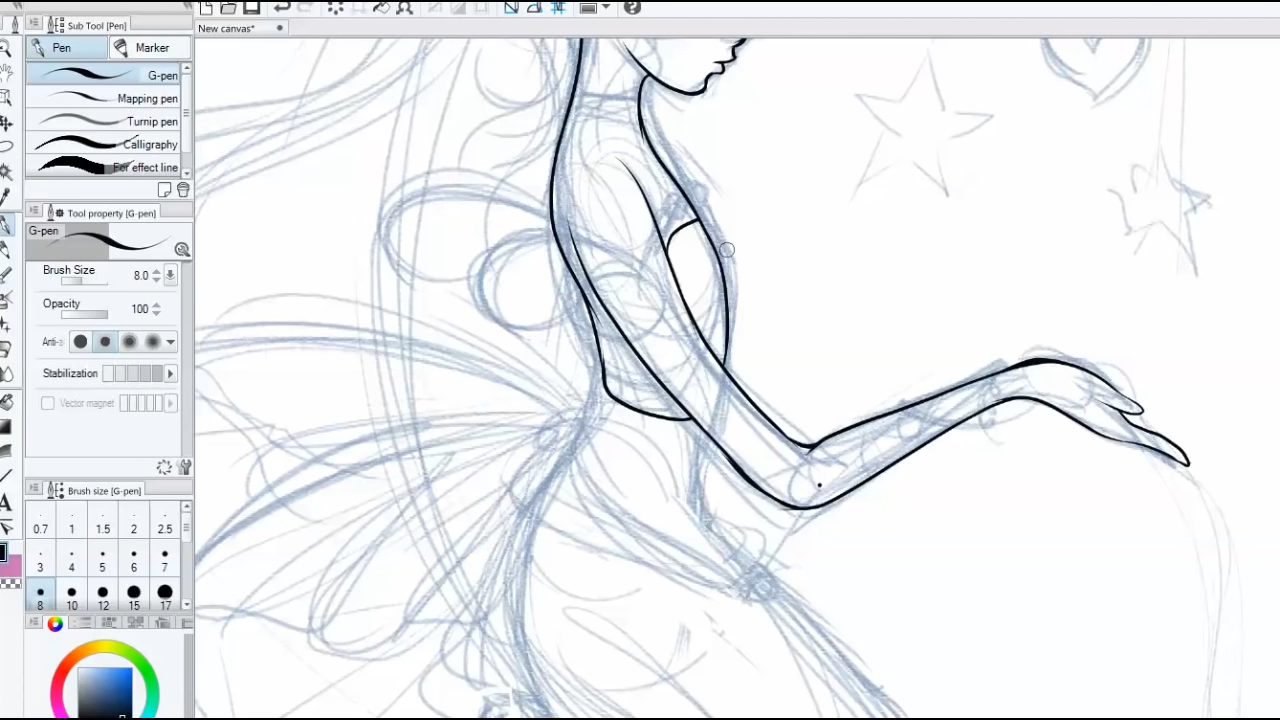 Sub Tool [Pen]
New canvas*
Pen
Marker
G-pen
Mapping pen
Turnip pen
Calligraphy
For effect line
Tool property [G-pen]
G-pen
Brush Size 8.0
Opacity 100
Anti-a
Stabilization
Vector magnet
Brush size [G-pen]
0.7 1 1.5 2 2.5
3 4 5 6 7
8 10 12 15 17